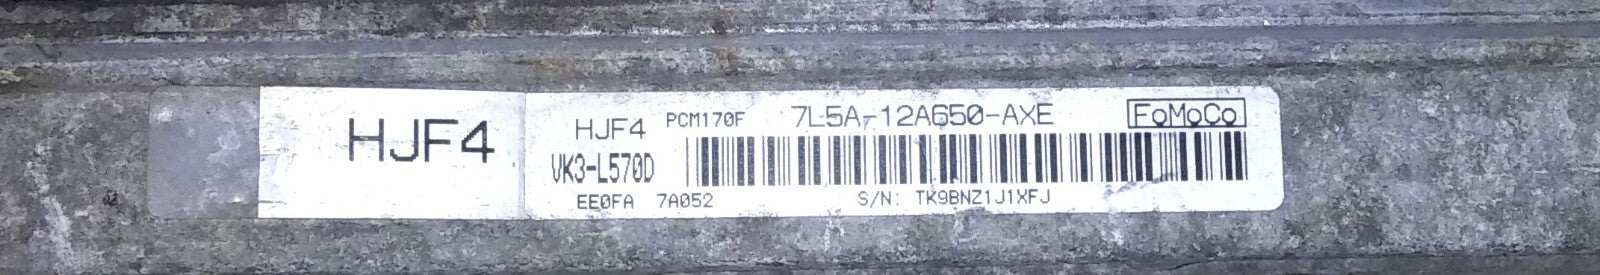 HJF4
HJF4 PCM170F 7L5A-12A650-AXE FoMoCo
VK3-L570D
EE0FA 7A052 S/N: TK9BNZ1J1XFJ